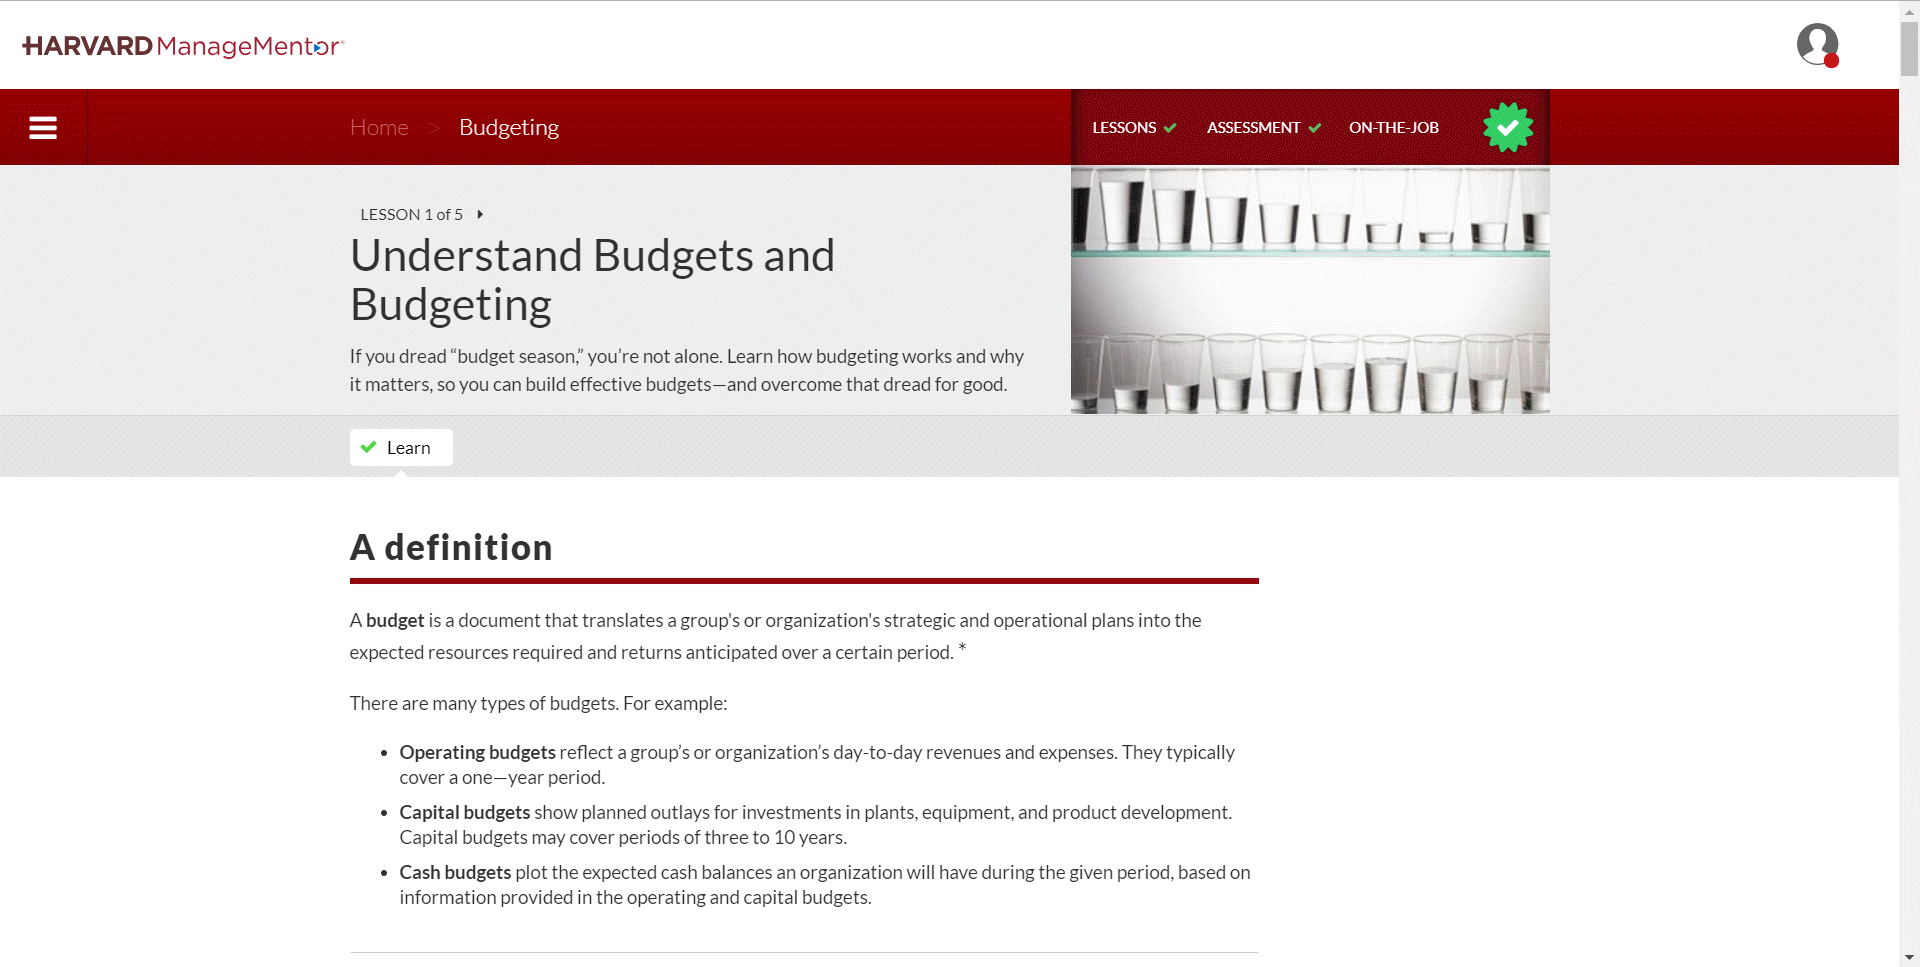 HARVARD ManageMentor®
Home > Budgeting
LESSONS ASSESSMENT ON-THE-JOB
LESSON 1 of 5
Understand Budgets and
Budgeting
If you dread “budget season,” you’re not alone. Learn how budgeting works and why
it matters, so you can build effective budgets—and overcome that dread for good.
Learn
A definition
A budget is a document that translates a group's or organization's strategic and operational plans into the
expected resources required and returns anticipated over a certain period. *
There are many types of budgets. For example:
• Operating budgets reflect a group’s or organization’s day-to-day revenues and expenses. They typically
cover a one—year period.
• Capital budgets show planned outlays for investments in plants, equipment, and product development.
Capital budgets may cover periods of three to 10 years.
• Cash budgets plot the expected cash balances an organization will have during the given period, based on
information provided in the operating and capital budgets.